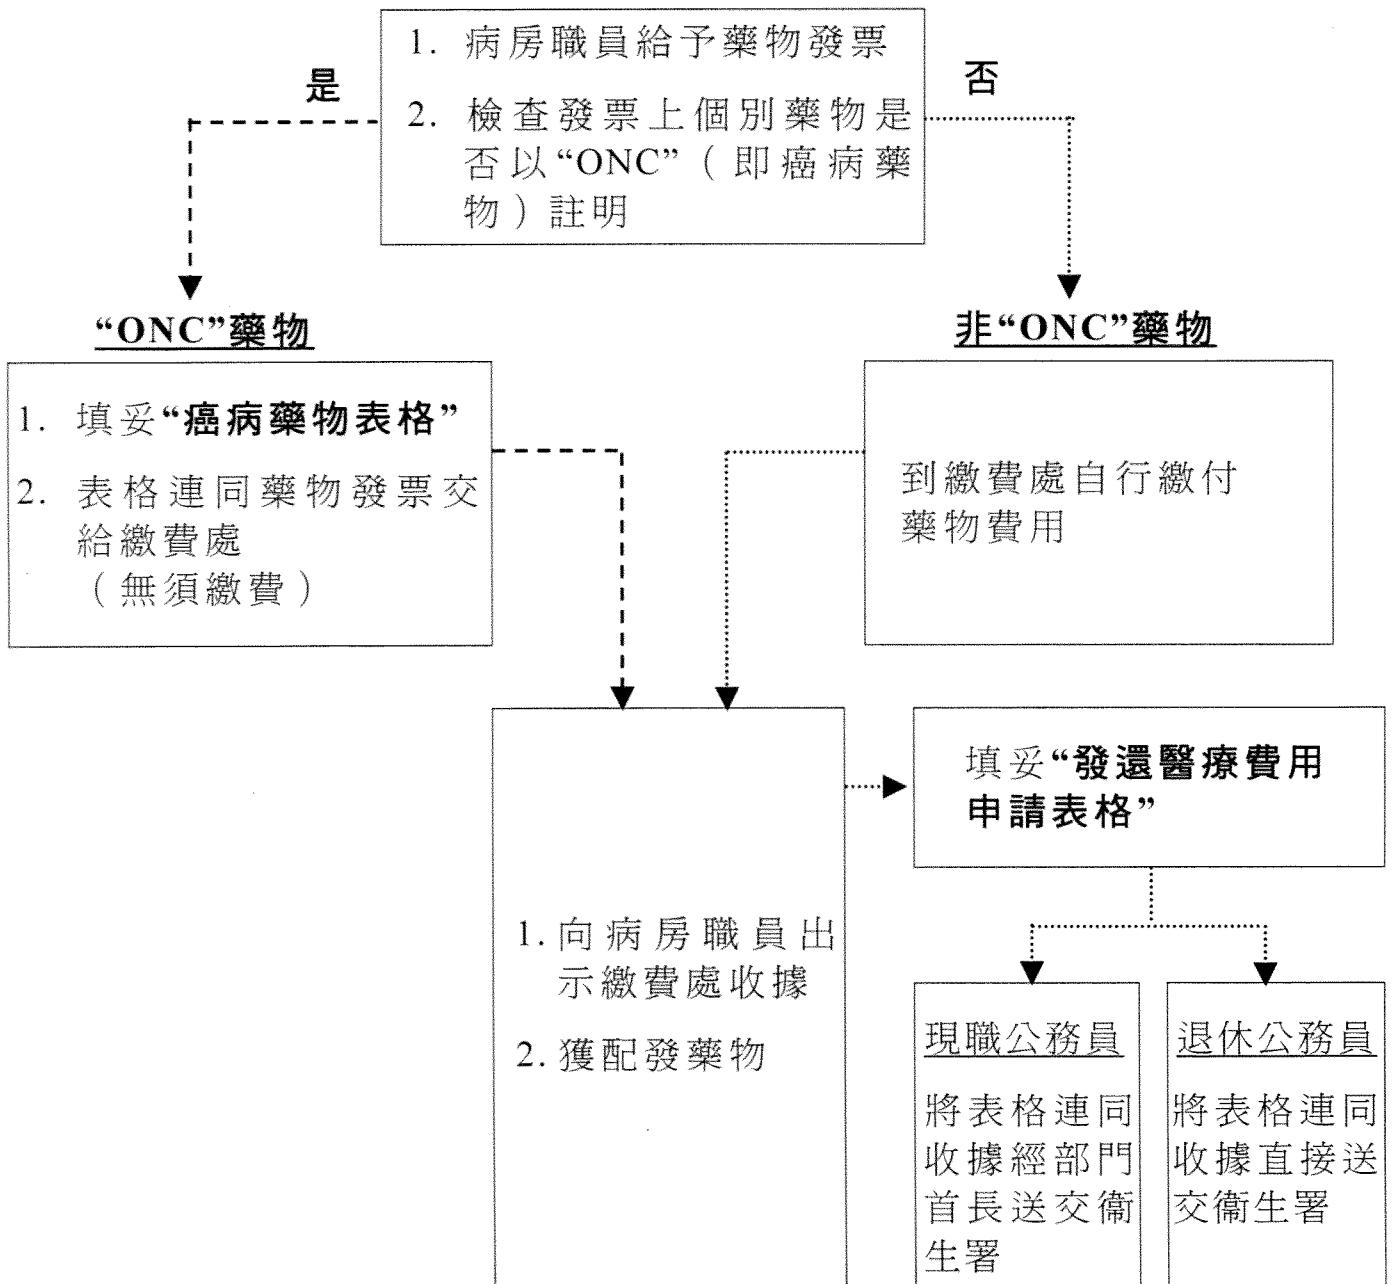 1. 病房職員給予藥物發票
2. 檢查發票上個別藥物是
否以“ONC”（即癌病藥
物）註明
是
否
“ONC”藥物
1. 填妥“癌病藥物表格”
2. 表格連同藥物發票交
給繳費處
（無須繳費）
非“ONC”藥物
到繳費處自行繳付
藥物費用
1. 向病房職員出
示繳費處收據
2. 獲配發藥物
填妥“發還醫療費用
申請表格”
現職公務員
將表格連同
收據經部門
首長送交衞
生署
退休公務員
將表格連同
收據直接送
交衞生署